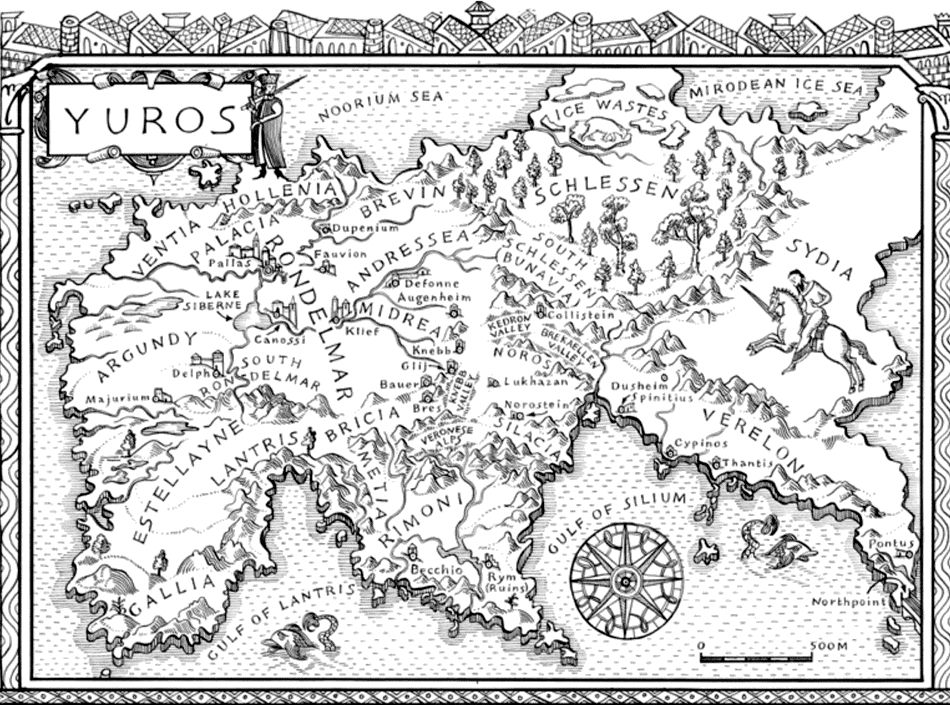 YUROS
NOORIUM SEA
ICE WASTES
MIRODEAN ICE SEA
SCHLESSEN
HOLLENIA
BREVIN
VENTIA
PALACIA
Dupenium
RONDELMAR
Pallas
Fauvion
ANDRESSEA
SOUTH
SCHLESSEN
(BUNAVIA)
SYDIA
Defonne
Augenheim
LAKE
SIBERNE
MIDREA
Collistein
Klief
Canossi
KEDRON
VALLEY
BREKAELLEN
VALLEY
ARGUNDY
Knebb
NOROS
Delph
SOUTH
RONDELMAR
Glij
KNEBB
VALLEY
Bauer
Lukhazan
Dusheim
Spinitius
Majurium
Bres
Norostein
BRICIA
VERELON
SILACIA
VERONESE
ALPS
ESTELLAYNE
LANTRIS
Cypinos
Thantis
IMETIA
RIMONI
GULF OF SILIUM
Pontus
Becchio
Rym
(Ruins)
GALLIA
Northpoint
GULF OF LANTRIS
0 500M